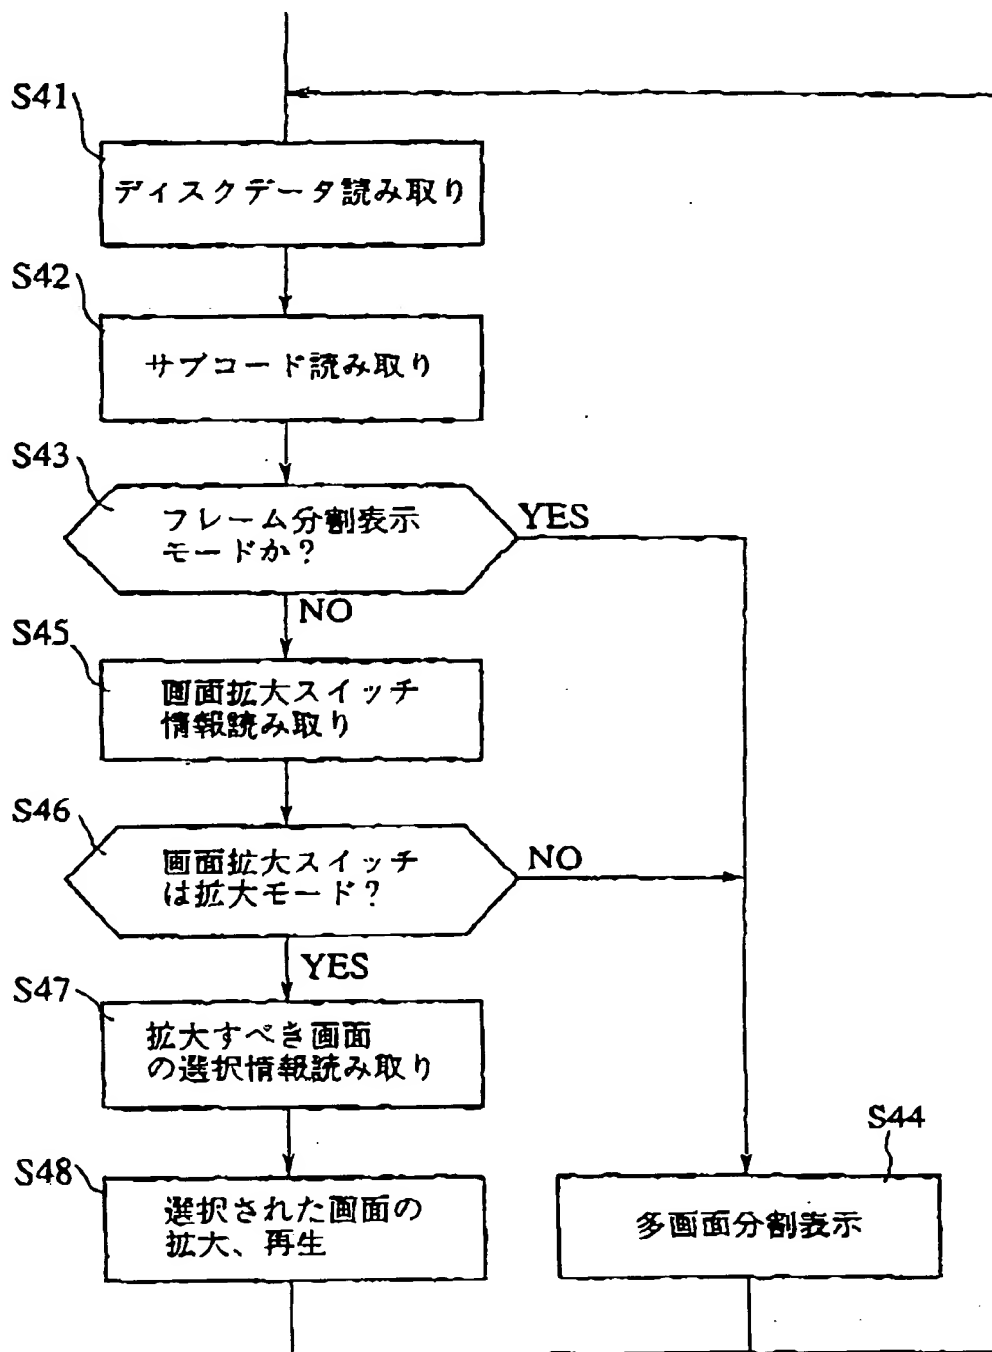 S41
ディスクデータ読み取り
S42
サブコード読み取り
S43
フレーム分割表示
モードか?
YES
NO
S45
画面拡大スイッチ
情報読み取り
S46
画面拡大スイッチ
は拡大モード?
NO
YES
S47
拡大すべき画面
の選択情報読み取り
S48
選択された画面の
拡大、再生
S44
多画面分割表示